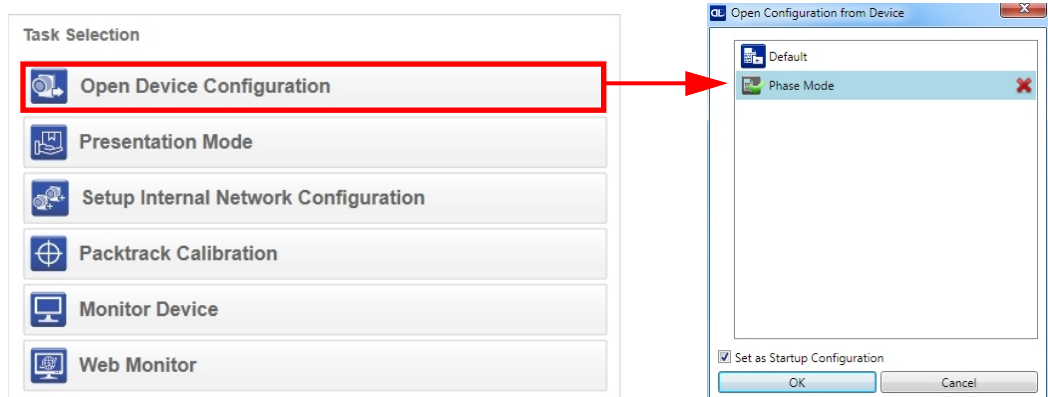 Task Selection
Open Device Configuration
Presentation Mode
Setup Internal Network Configuration
Packtrack Calibration
Monitor Device
Web Monitor
DL Open Configuration from Device
Default
Phase Mode
Set as Startup Configuration
OK Cancel